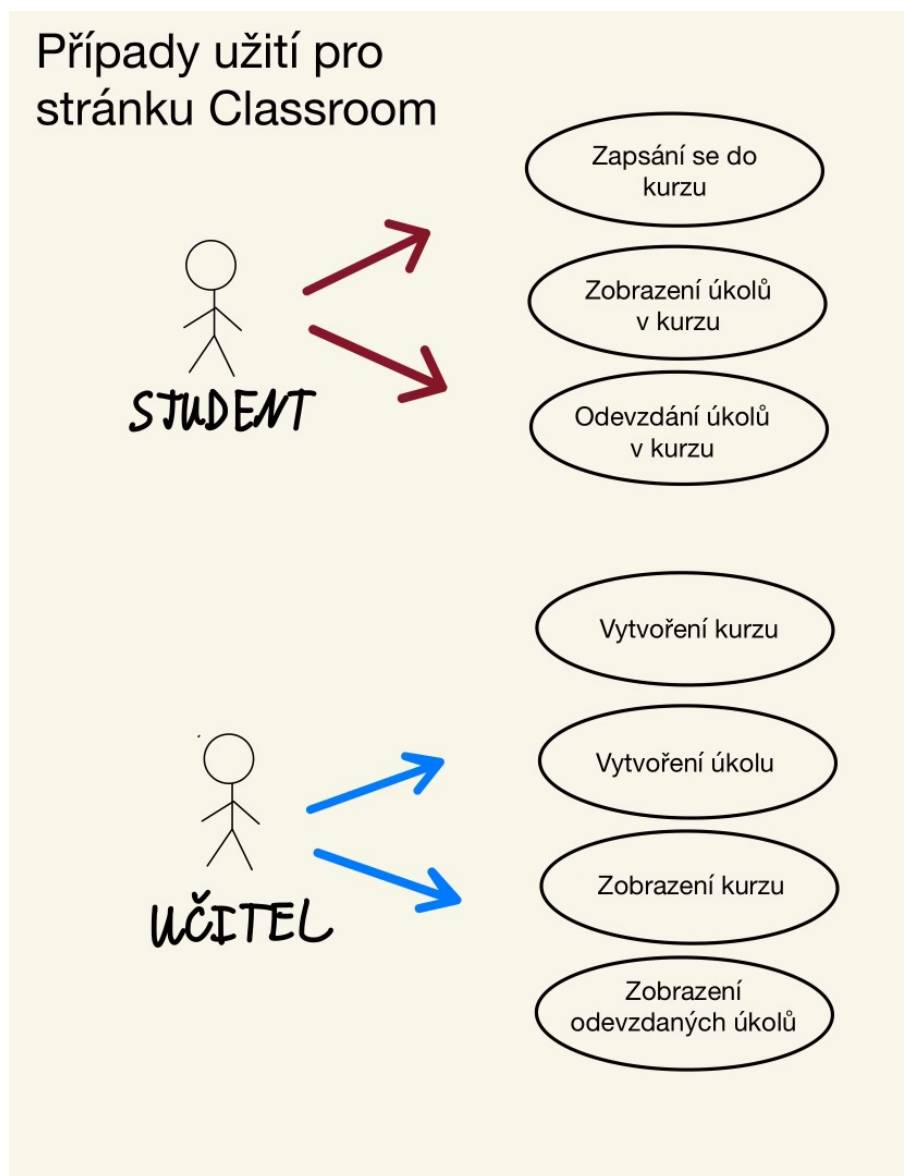 Případy užití pro
stránku Classroom
Zapsání se do
kurzu
Zobrazení úkolů
v kurzu
STUDENT
Odevzdání úkolů
v kurzu
Vytvoření kurzu
Vytvoření úkolu
Zobrazení kurzu
UČITEL
Zobrazení
odevzdaných úkolů